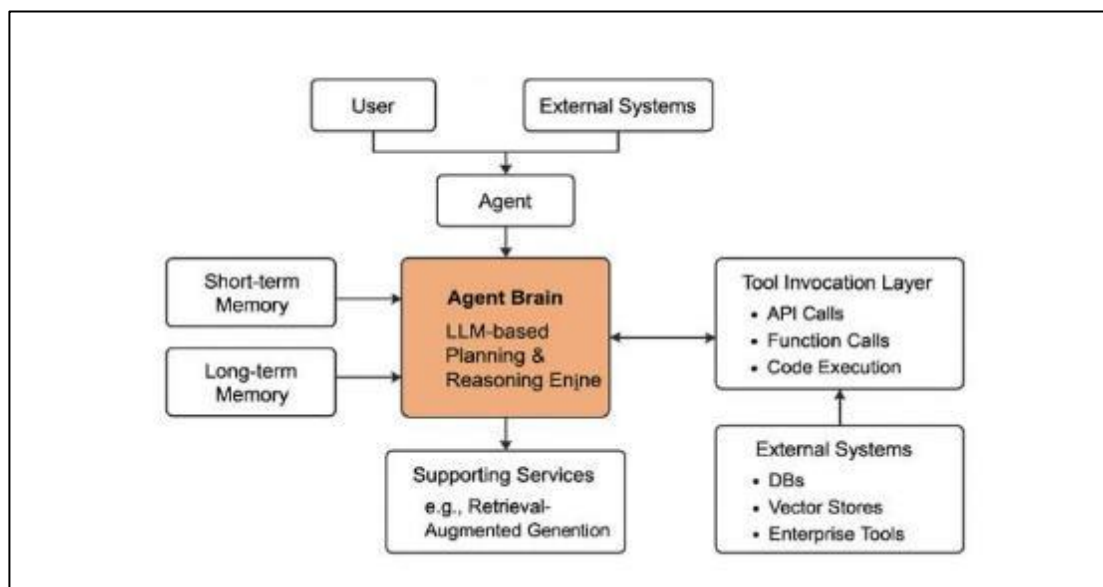 User
External Systems
Agent
Short-term
Memory
Long-term
Memory
Agent Brain
LLM-based
Planning &
Reasoning Enjne
Tool Invocation Layer
• API Calls
• Function Calls
• Code Execution
Supporting Services
e.g., Retrieval-
Augmented Genention
External Systems
• DBs
• Vector Stores
• Enterprise Tools